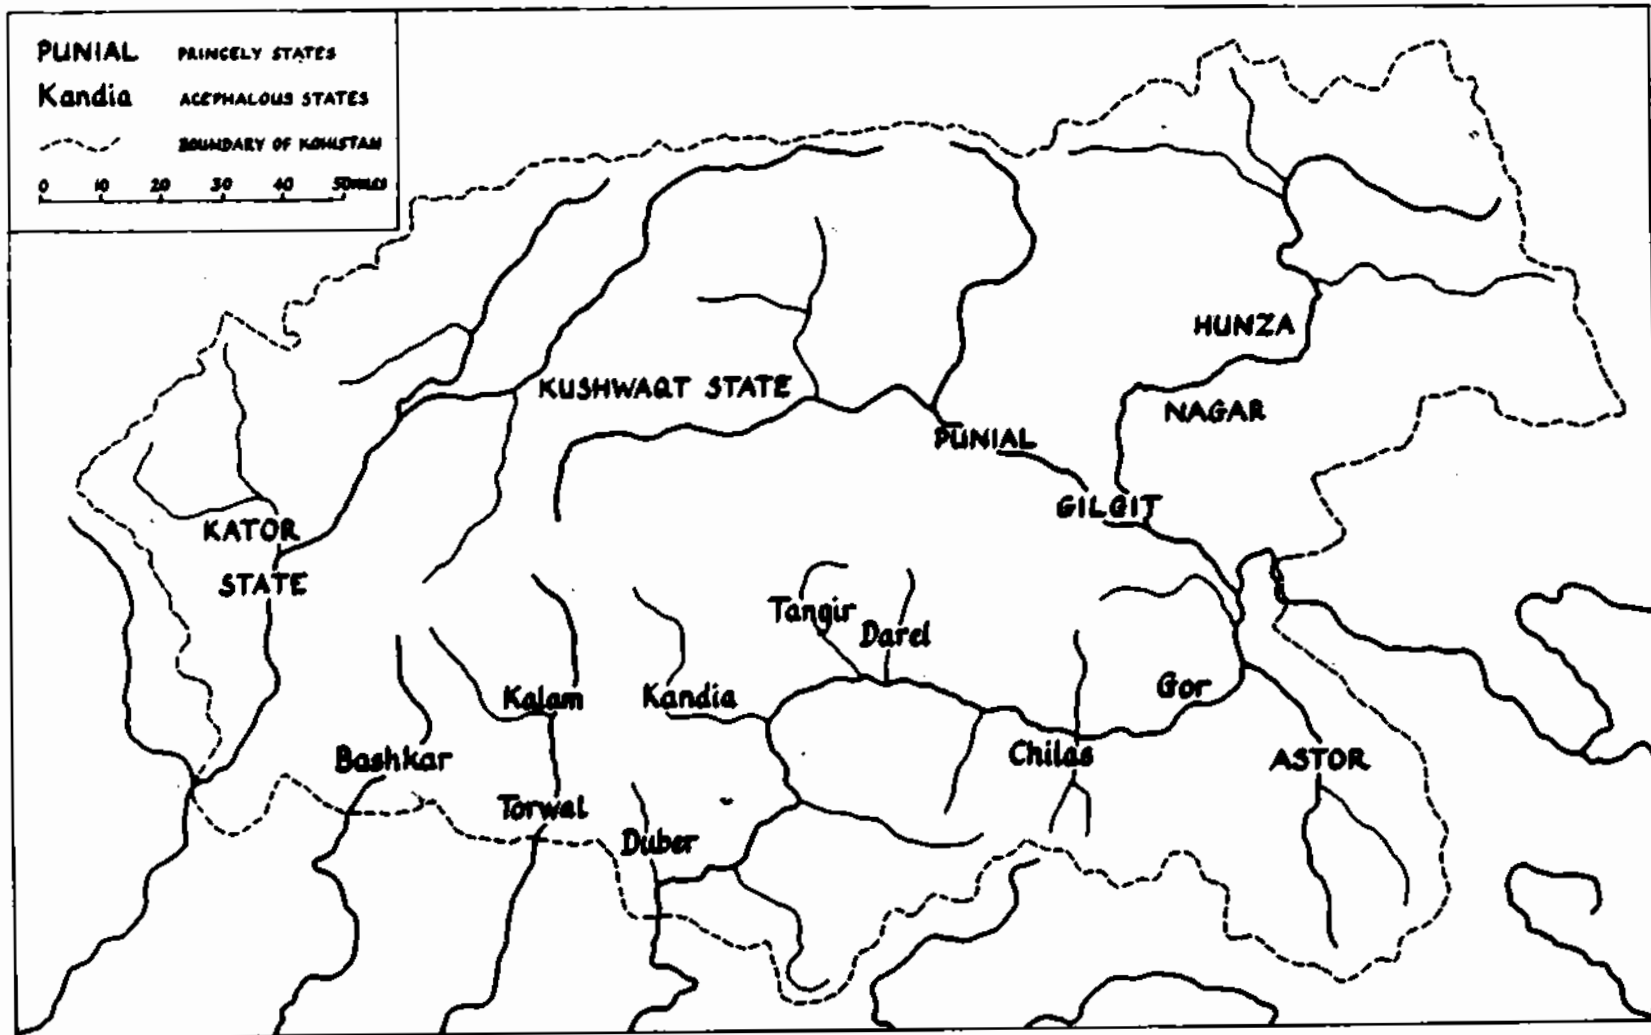 PUNIAL PRINCELY STATES
Kandia ACEPHALOUS STATES
BOUNDARY OF KOHISTAN
0 10 20 30 40 50 MILES
HUNZA
KUSHWAQT STATE
NAGAR
PUNIAL
GILGIT
KATOR
STATE
Tangir
Darel
Gor
Kalam
Kandia
Chilas
ASTOR
Bashkar
Torwal
Duber